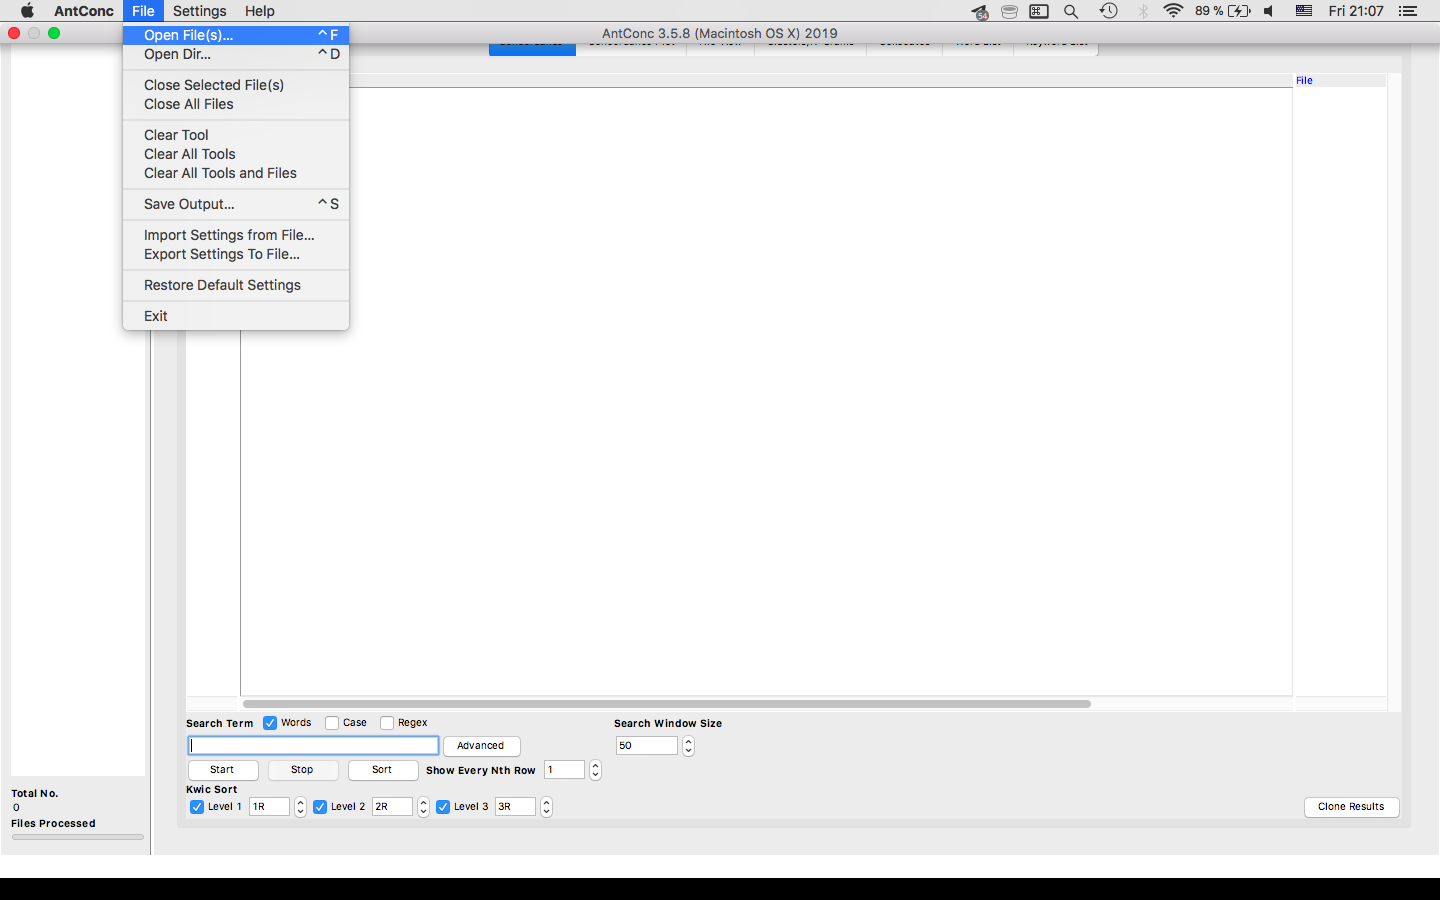 AntConc File Settings Help
54 89 % Fri 21:07
AntConc 3.5.8 (Macintosh OS X) 2019
Open File(s)... ^ F
Open Dir... ^ D
Close Selected File(s)
Close All Files
Clear Tool
Clear All Tools
Clear All Tools and Files
Save Output... ^ S
Import Settings from File...
Export Settings To File...
Restore Default Settings
Exit
File
Search Term Words Case Regex
Search Window Size
Advanced
50
Start Stop Sort Show Every Nth Row 1
Kwic Sort
Level 1 1R Level 2 2R Level 3 3R
Clone Results
Total No.
0
Files Processed